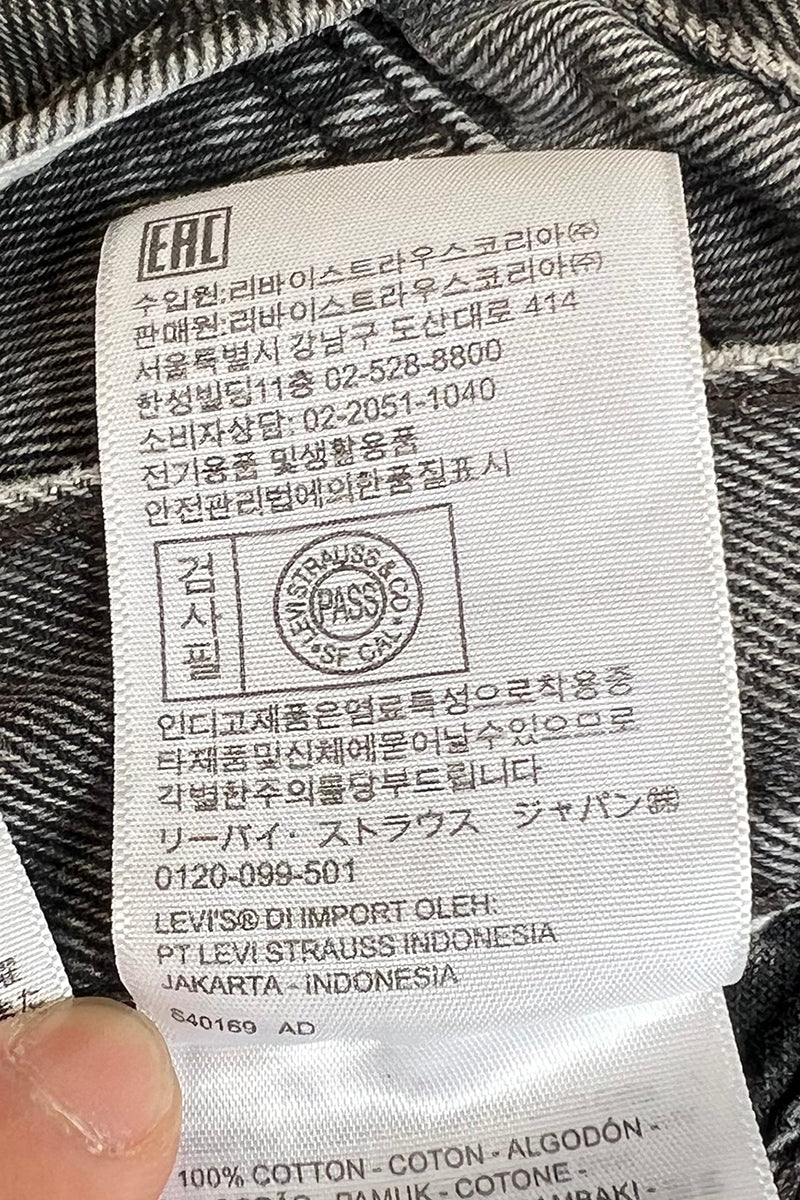 EAC
수입원:리바이스트라우스코리아㈜
판매원:리바이스트라우스코리아㈜
서울특별시 강남구 도산대로 414
한성빌딩11층 02-528-8800
소비자상담: 02-2051-1040
전기용품 및생활용품
안전관리법에의한품질표시
검사필
LEVI STRAUSS & CO
PASS
SF CAL
인디고제품은염료특성으로착용중
타제품및신체에묻어날수있으므로
각별한주의를당부드립니다
リーバイ・ストラウス ジャパン㈱
0120-099-501
LEVI'S® DI IMPORT OLEH:
PT LEVI STRAUSS INDONESIA
JAKARTA - INDONESIA
S40169 AD
100% COTTON - COTON - ALGODÓN -
PAMUK - COTONE -